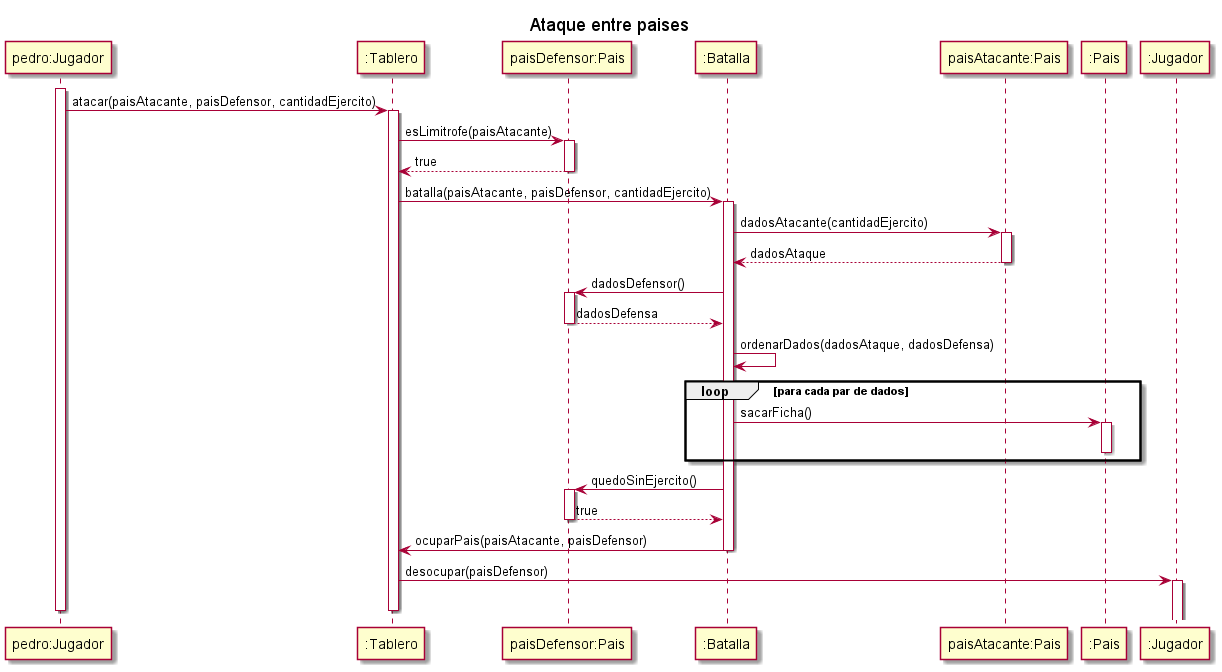 Ataque entre paises
pedro:Jugador :Tablero paisDefensor:Pais :Batalla paisAtacante:Pais :Pais :Jugador
atacar(paisAtacante, paisDefensor, cantidadEjercito)
esLimitrofe(paisAtacante)
true
batalla(paisAtacante, paisDefensor, cantidadEjercito)
dadosAtacante(cantidadEjercito)
dadosAtaque
dadosDefensor()
dadosDefensa
ordenarDados(dadosAtaque, dadosDefensa)
loop [para cada par de dados]
sacarFicha()
quedoSinEjercito()
true
ocuparPais(paisAtacante, paisDefensor)
desocupar(paisDefensor)
pedro:Jugador :Tablero paisDefensor:Pais :Batalla paisAtacante:Pais :Pais :Jugador